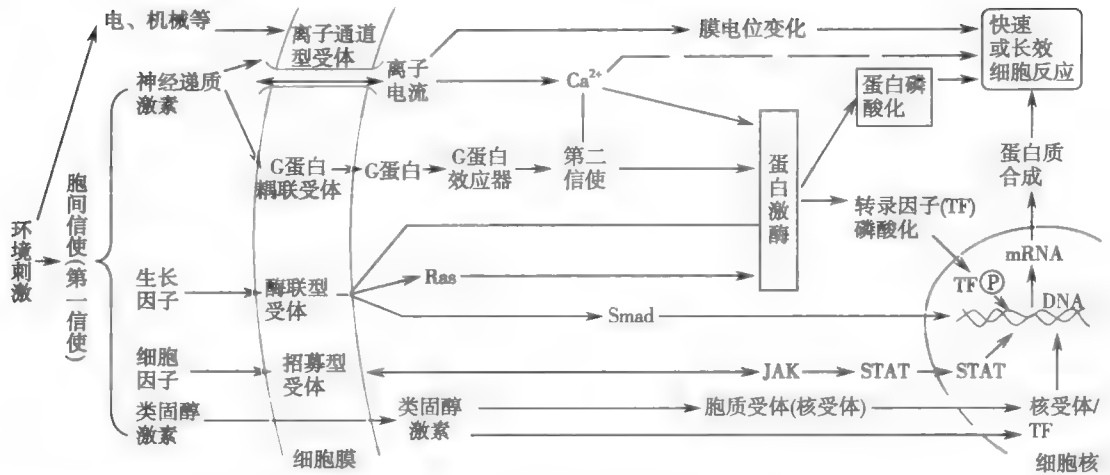 电、机械等
离子通道
型受体
膜电位变化
快速
或长效
细胞反应
神经递质
激素
离子
电流
Ca²⁺
蛋白磷
酸化
G蛋白
耦联受体
G蛋白
G蛋白
效应器
第二
信使
蛋白激酶
蛋白质
合成
环境刺激
胞间信使(第一信使)
转录因子(TF)
磷酸化
mRNA
生长
因子
酶联型
受体
Ras
TF
P
DNA
Smad
细胞
因子
招募型
受体
JAK
STAT
STAT
类固醇
激素
类固醇
激素
胞质受体(核受体)
核受体/
TF
细胞膜
细胞核